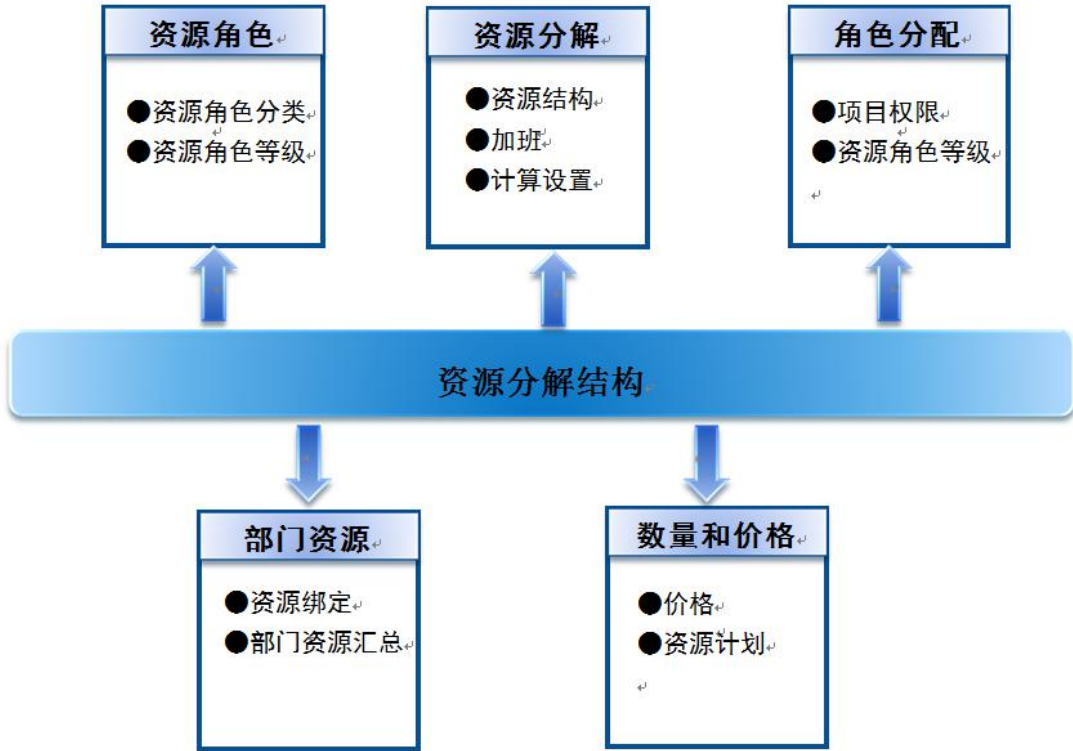 资源角色
●资源角色分类
●资源角色等级
资源分解
●资源结构
●加班
●计算设置
角色分配
●项目权限
●资源角色等级
资源分解结构
部门资源
●资源绑定
●部门资源汇总
数量和价格
●价格
●资源计划